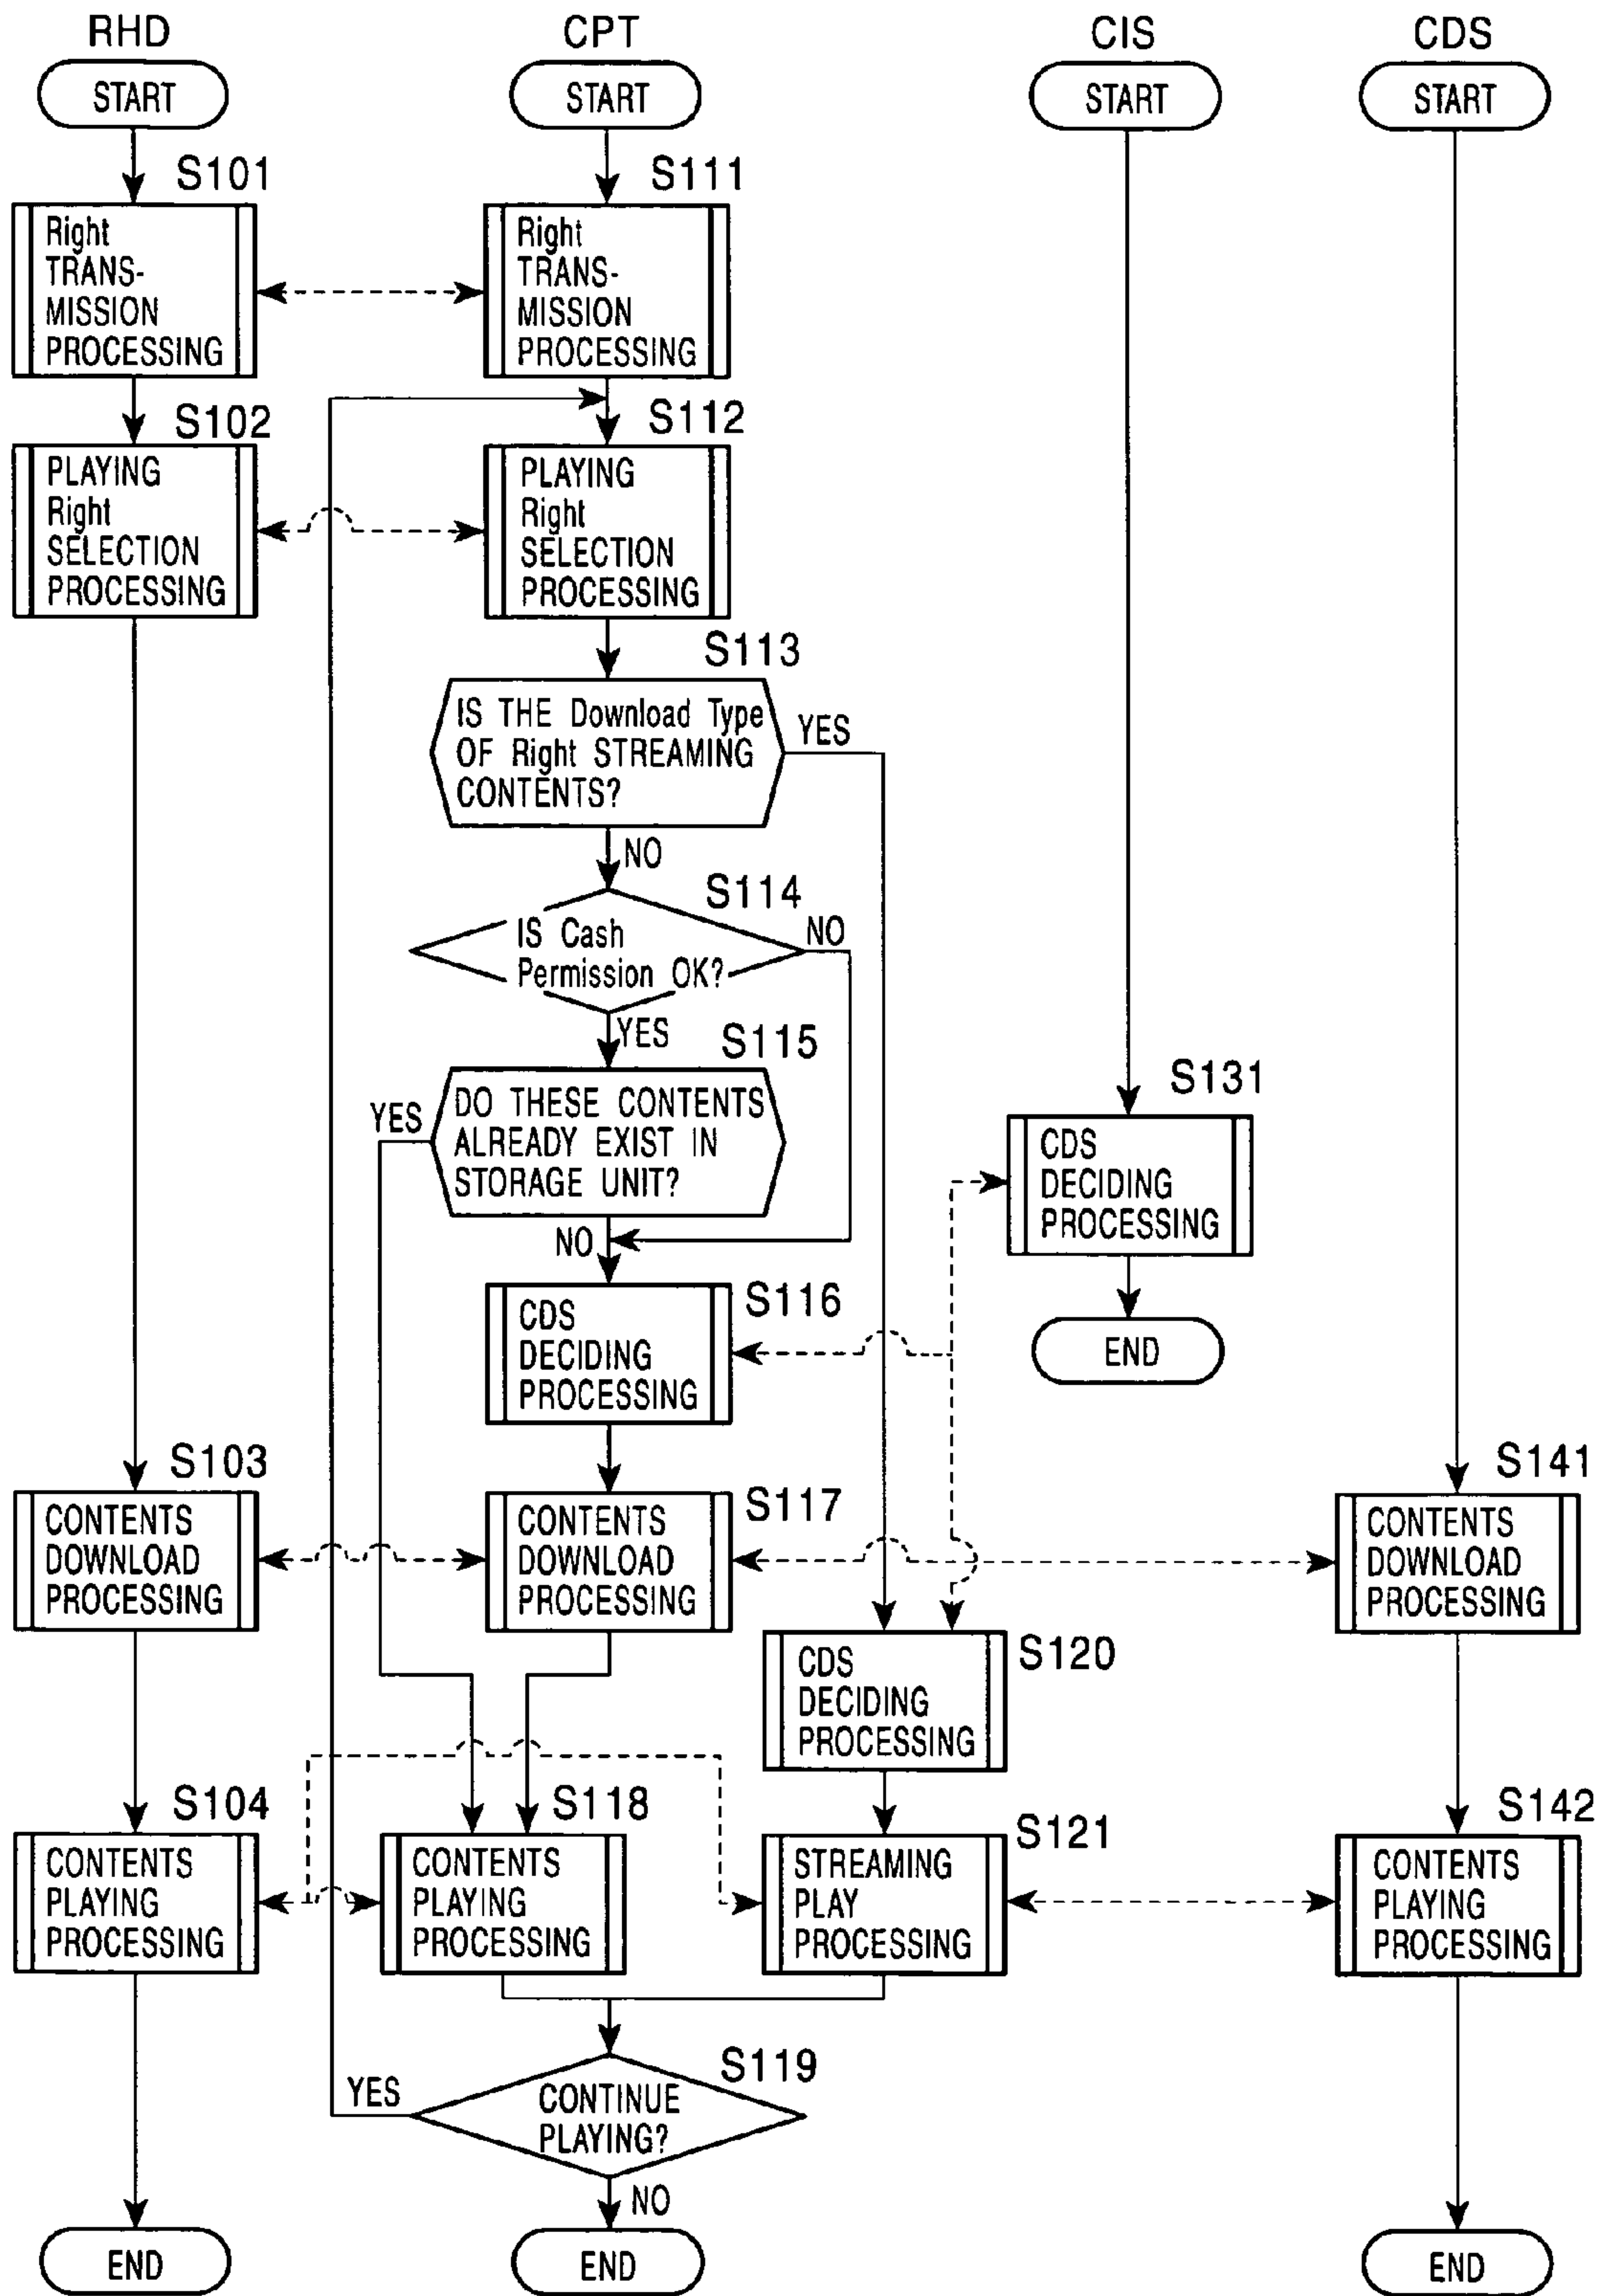 RHD
CPT
CIS
CDS
START
START
START
START
S101
S111
Right
TRANS-
MISSION
PROCESSING
Right
TRANS-
MISSION
PROCESSING
S102
S112
PLAYING
Right
SELECTION
PROCESSING
PLAYING
Right
SELECTION
PROCESSING
S113
IS THE Download Type
OF Right STREAMING
CONTENTS?
YES
NO
S114
IS Cash
Permission OK?
NO
YES
S115
DO THESE CONTENTS
ALREADY EXIST IN
STORAGE UNIT?
YES
NO
S131
CDS
DECIDING
PROCESSING
END
S116
CDS
DECIDING
PROCESSING
S103
CONTENTS
DOWNLOAD
PROCESSING
S117
CONTENTS
DOWNLOAD
PROCESSING
S141
CONTENTS
DOWNLOAD
PROCESSING
S120
CDS
DECIDING
PROCESSING
S104
CONTENTS
PLAYING
PROCESSING
S118
CONTENTS
PLAYING
PROCESSING
S121
STREAMING
PLAY
PROCESSING
S142
CONTENTS
PLAYING
PROCESSING
S119
CONTINUE
PLAYING?
YES
NO
END
END
END